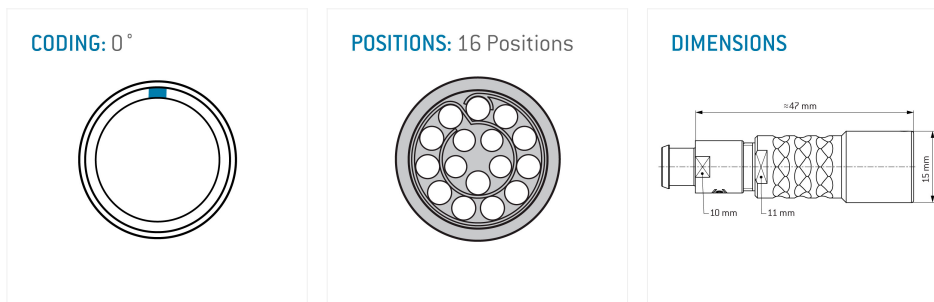 CODING: 0°
POSITIONS: 16 Positions
DIMENSIONS
≈47 mm
15 mm
10 mm
11 mm